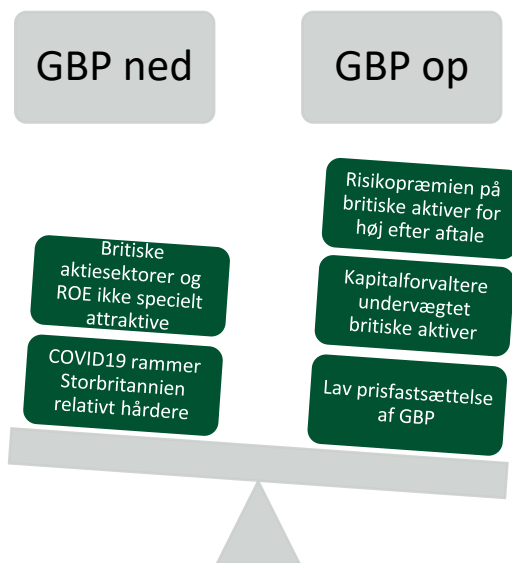 GBP ned
GBP op
Britiske
aktiesektorer og
ROE ikke specielt
attraktive
COVID19 rammer
Storbritannien
relativt hårdere
Risikopræmien på
britiske aktiver for
høj efter aftale
Kapitalforvaltere
undervægtet
britiske aktiver
Lav prisfastsættelse
af GBP